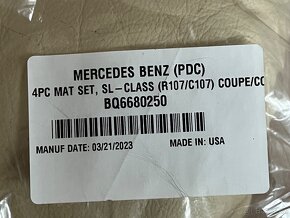 MERCEDES BENZ (PDC)
4PC MAT SET, SL-CLASS (R107/C107) COUPE/CO
BQ6680250
MANUF DATE: 03/21/2023 MADE IN: USA